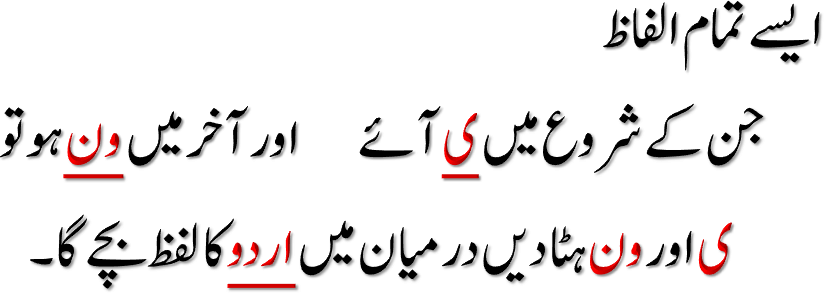 ایسے تمام الفاظ
جن کے شروع میں ی آئے اور آخر میں ون ہو تو
ی اور ون ہٹا دیں درمیان میں اردو کا لفظ بچے گا۔